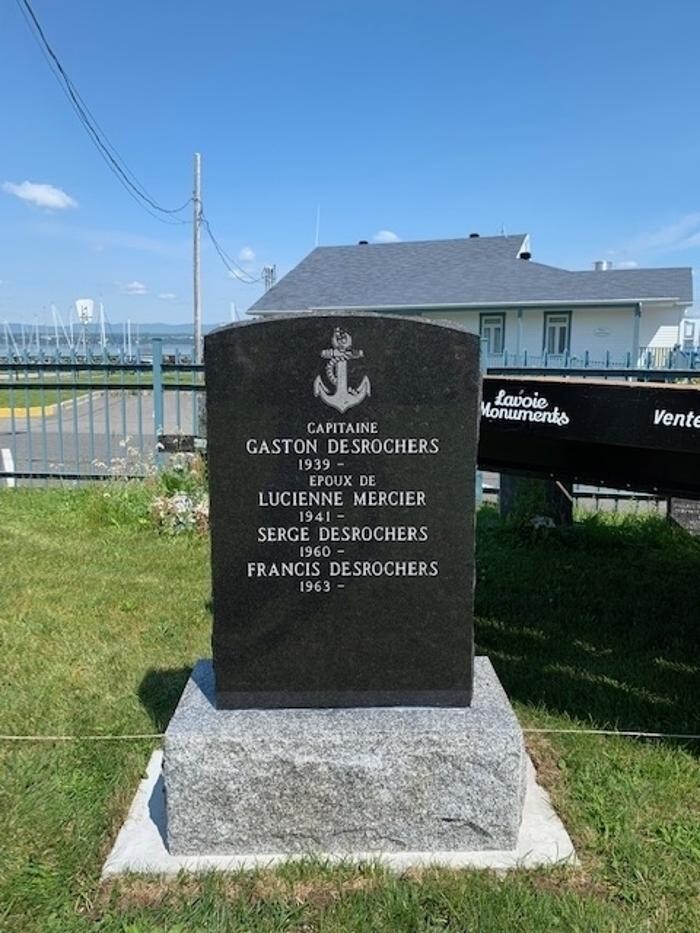 CAPITAINE
GASTON DESROCHERS
1939 -
EPOUX DE
LUCIENNE MERCIER
1941 -
SERGE DESROCHERS
1960 -
FRANCIS DESROCHERS
1963 -
Lavoie
Monuments
Vente